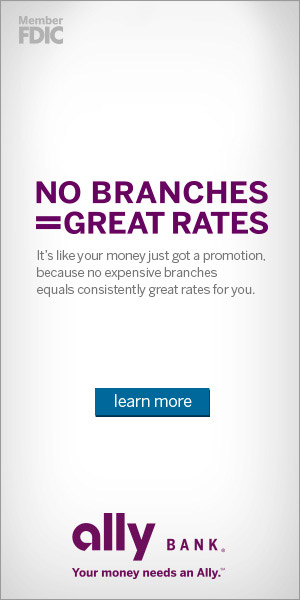 Member
FDIC
NO BRANCHES
=GREAT RATES
It's like your money just got a promotion,
because no expensive branches
equals consistently great rates for you.
learn more
ally BANK®
Your money needs an Ally.℠